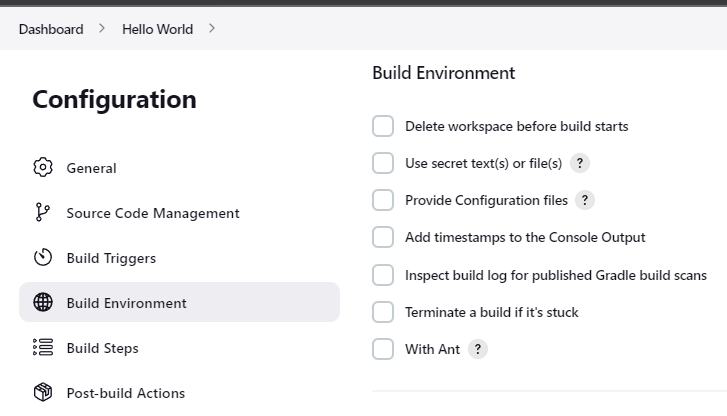 Dashboard > Hello World >
Configuration
General
Source Code Management
Build Triggers
Build Environment
Build Steps
Post-build Actions
Build Environment
Delete workspace before build starts
Use secret text(s) or file(s) ?
Provide Configuration files ?
Add timestamps to the Console Output
Inspect build log for published Gradle build scans
Terminate a build if it's stuck
With Ant ?